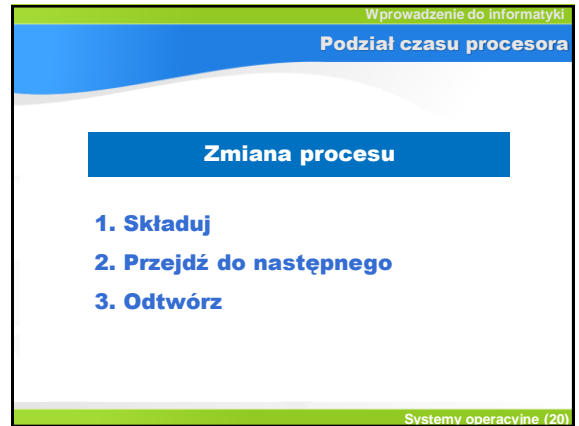 Wprowadzenie do informatyki
Podział czasu procesora
Zmiana procesu
1. Składuj
2. Przejdź do następnego
3. Odtwórz
Systemy operacyjne (20)